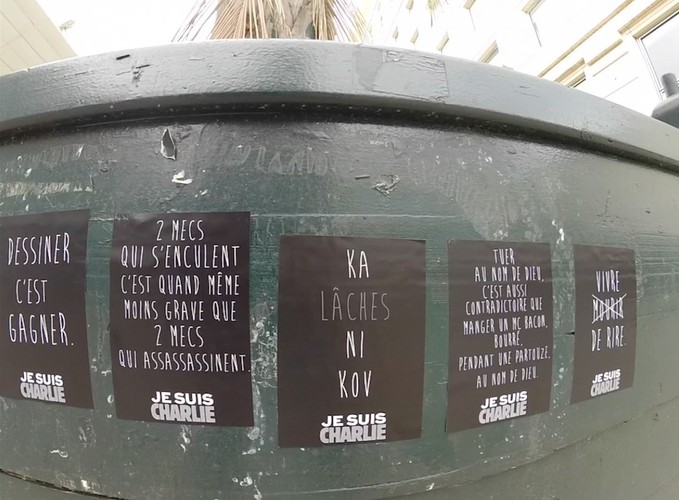 DESSINER
C'EST
GAGNER.
JE SUIS
CHARLIE
2 MECS
QUI S'ENCULENT
C'EST QUAND MÊME
MOINS GRAVE QUE
2 MECS
QUI ASSASSASSINENT.
JE SUIS
CHARLIE
KA
LÂCHES
NI
KOV
JE SUIS
CHARLIE
TUER
AU NOM DE DIEU,
C'EST AUSSI
CONTRADICTOIRE QUE
MANGER UN MC BACON,
BOURRÉ,
PENDANT UNE PARTOUZE,
AU NOM DE DIEU.
JE SUIS
CHARLIE
VIVRE
MOURIR
DE RIRE.
JE SUIS
CHARLIE